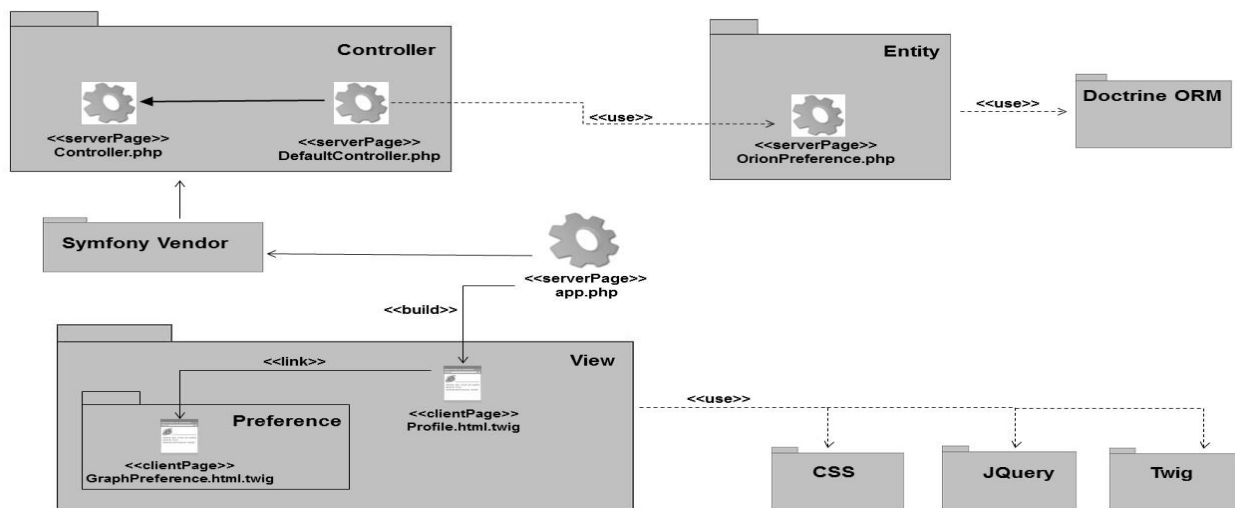 Controller
<<serverPage>>
Controller.php
<<serverPage>>
DefaultController.php
<<use>>
Entity
<<serverPage>>
OrionPreference.php
<<use>>
Doctrine ORM
Symfony Vendor
<<serverPage>>
app.php
<<build>>
View
<<link>>
<<clientPage>>
Profile.html.twig
Preference
<<clientPage>>
GraphPreference.html.twig
<<use>>
CSS
JQuery
Twig